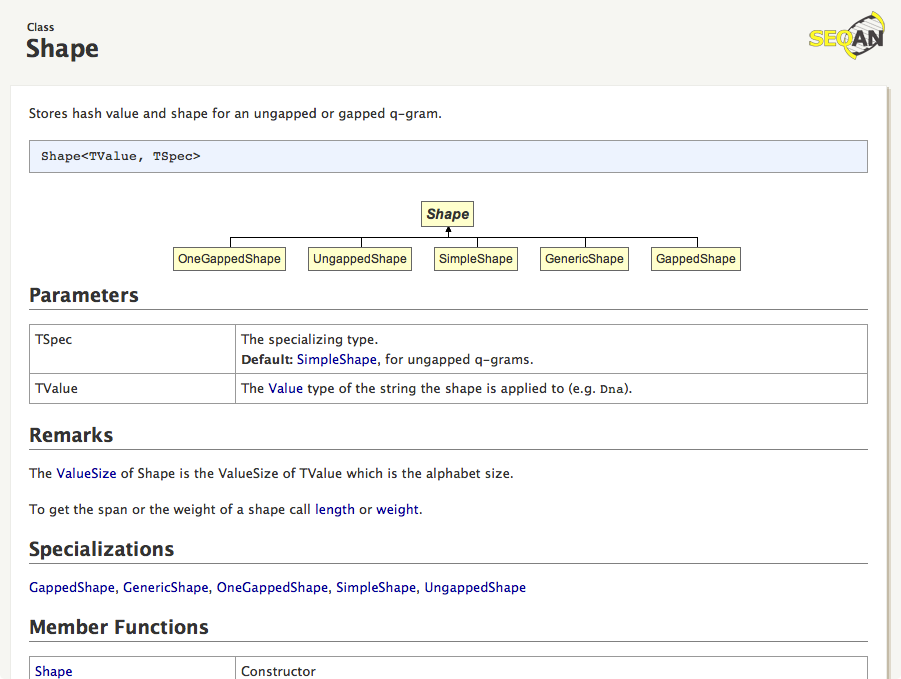 Class
Shape
SEQAN
Stores hash value and shape for an ungapped or gapped q-gram.
Shape<TValue, TSpec>
Shape
OneGappedShape UngappedShape SimpleShape GenericShape GappedShape
Parameters
TSpec The specializing type.
Default: SimpleShape, for ungapped q-grams.
TValue The Value type of the string the shape is applied to (e.g. Dna).
Remarks
The ValueSize of Shape is the ValueSize of TValue which is the alphabet size.
To get the span or the weight of a shape call length or weight.
Specializations
GappedShape, GenericShape, OneGappedShape, SimpleShape, UngappedShape
Member Functions
Shape Constructor